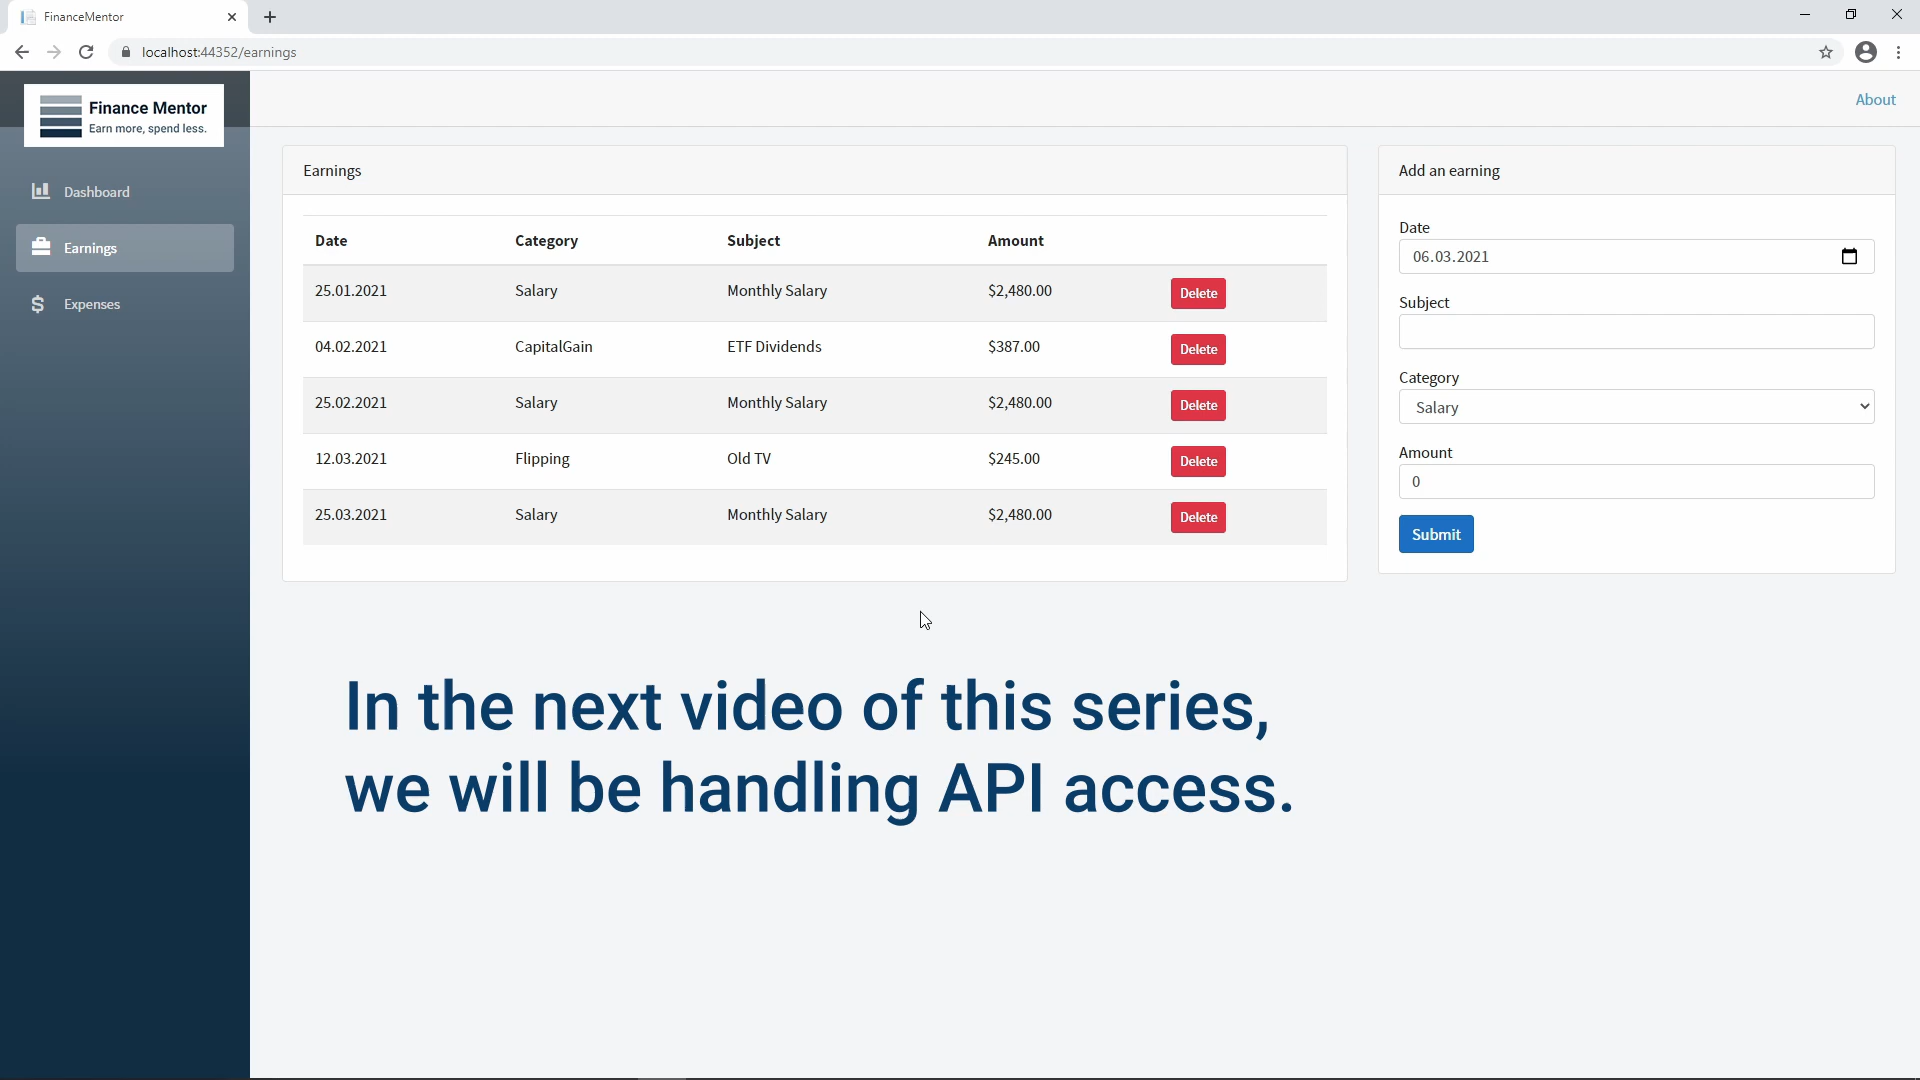 FinanceMentor
localhost:44352/earnings
Finance Mentor
Earn more, spend less.
About
Dashboard
Earnings
Expenses
Earnings
Date Category Subject Amount
25.01.2021 Salary Monthly Salary $2,480.00 Delete
04.02.2021 CapitalGain ETF Dividends $387.00 Delete
25.02.2021 Salary Monthly Salary $2,480.00 Delete
12.03.2021 Flipping Old TV $245.00 Delete
25.03.2021 Salary Monthly Salary $2,480.00 Delete
Add an earning
Date
06.03.2021
Subject
Category
Salary
Amount
0
Submit
In the next video of this series,
we will be handling API access.